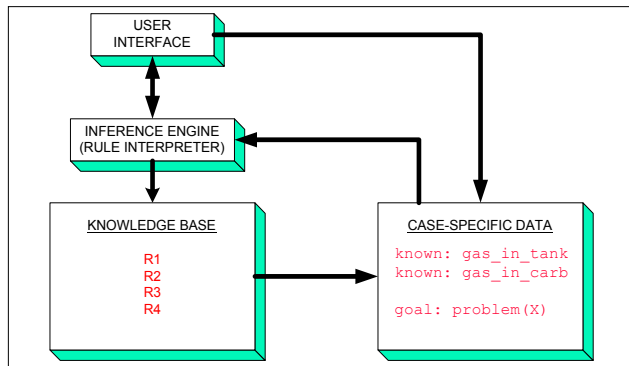 USER
INTERFACE
INFERENCE ENGINE
(RULE INTERPRETER)
KNOWLEDGE BASE
R1
R2
R3
R4
CASE-SPECIFIC DATA
known: gas_in_tank
known: gas_in_carb
goal: problem(X)